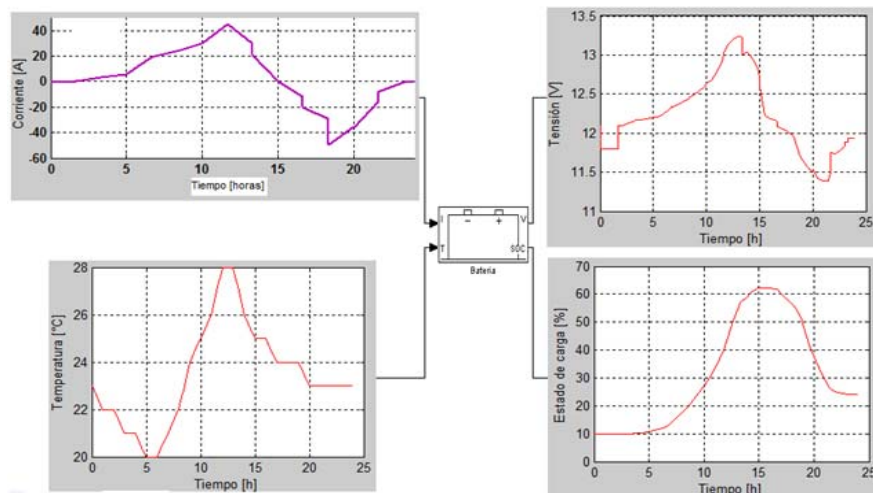 Corriente [A]
40
20
0
-20
-40
-60
0 5 10 15 20
Tiempo [horas]
Tensión [V]
13.5
13
12.5
12
11.5
11
0 5 10 15 20 25
Tiempo [h]
I - + V
T SOC
Bateria
Temperatura [°C]
28
26
24
22
20
0 5 10 15 20 25
Tiempo [h]
Estado de carga [%]
70
60
50
40
30
20
10
0
0 5 10 15 20 25
Tiempo [h]